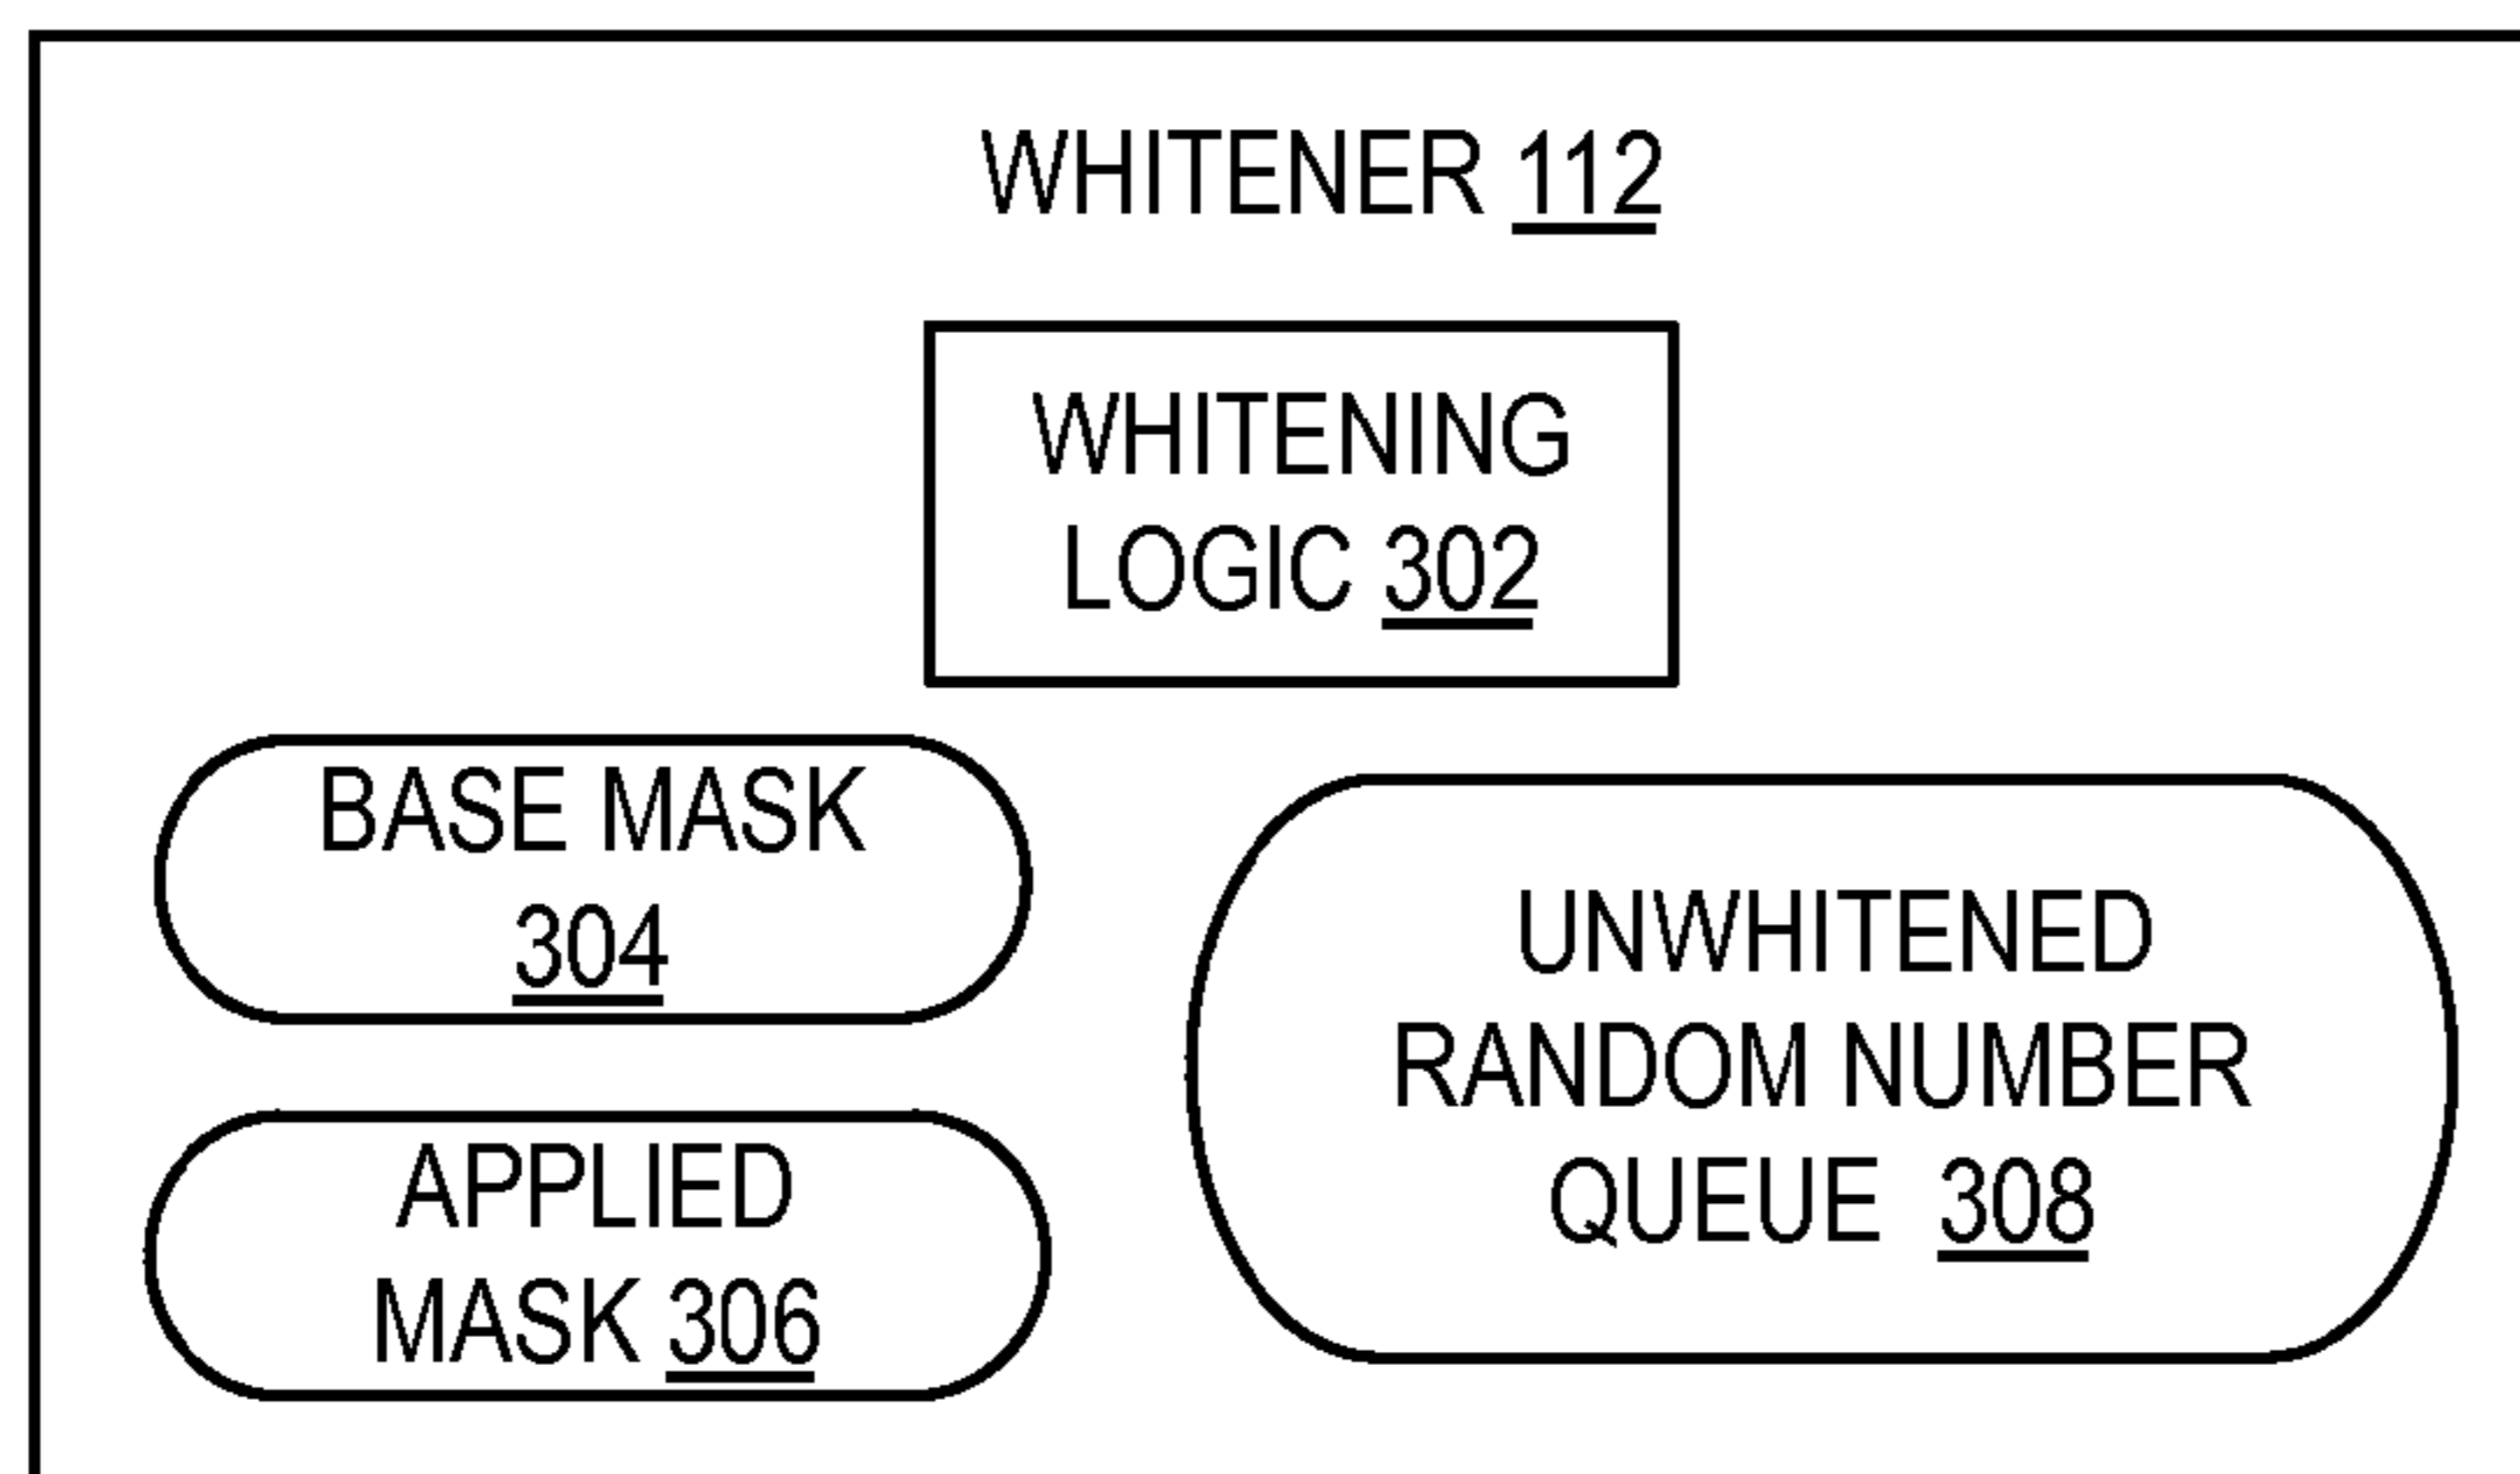 WHITENER 112
WHITENING
LOGIC 302
BASE MASK
304
APPLIED
MASK 306
UNWHITENED
RANDOM NUMBER
QUEUE 308